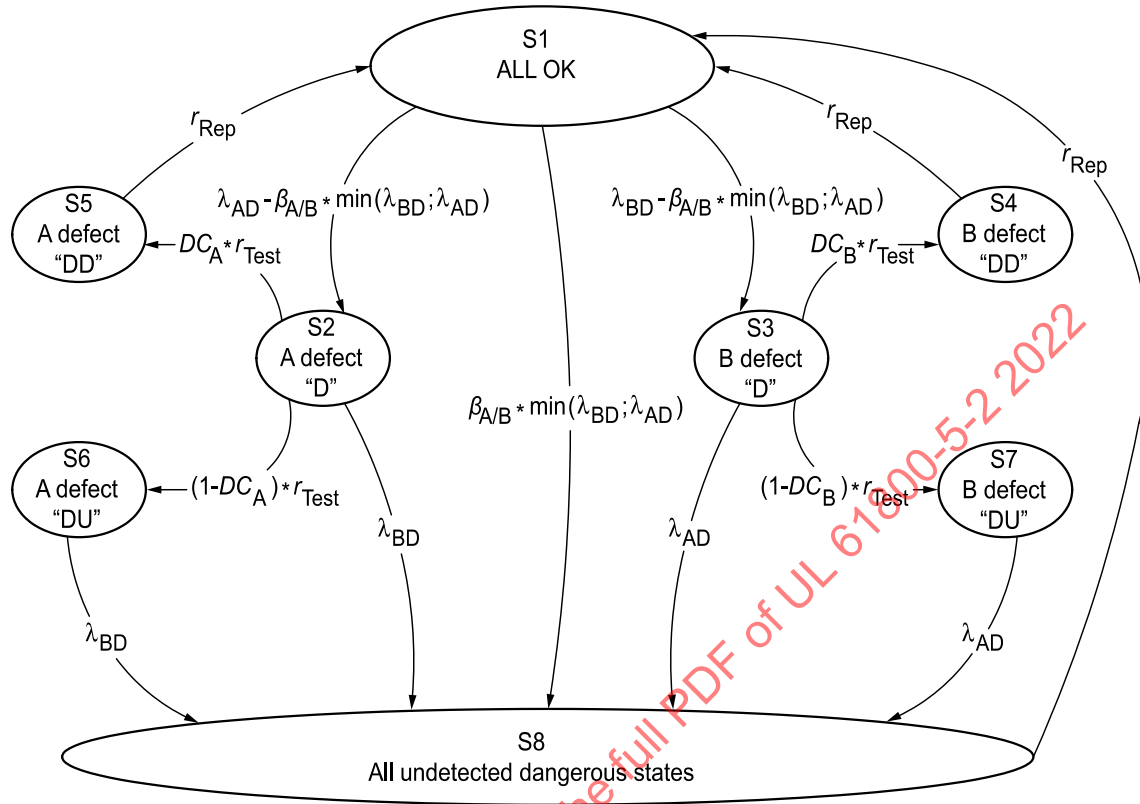 S1
ALL OK
r_Rep
r_Rep
r_Rep
λ_AD - β_A/B * min(λ_BD; λ_AD)
λ_BD - β_A/B * min(λ_BD; λ_AD)
S5
A defect
“DD”
DC_A * r_Test
DC_B * r_Test
S4
B defect
“DD”
S2
A defect
“D”
S3
B defect
“D”
β_A/B * min(λ_BD; λ_AD)
S6
A defect
“DU”
(1-DC_A) * r_Test
(1-DC_B) * r_Test
S7
B defect
“DU”
λ_BD
λ_AD
λ_BD
λ_AD
S8
All undetected dangerous states
he full PDF of UL 61800-5-2 2022